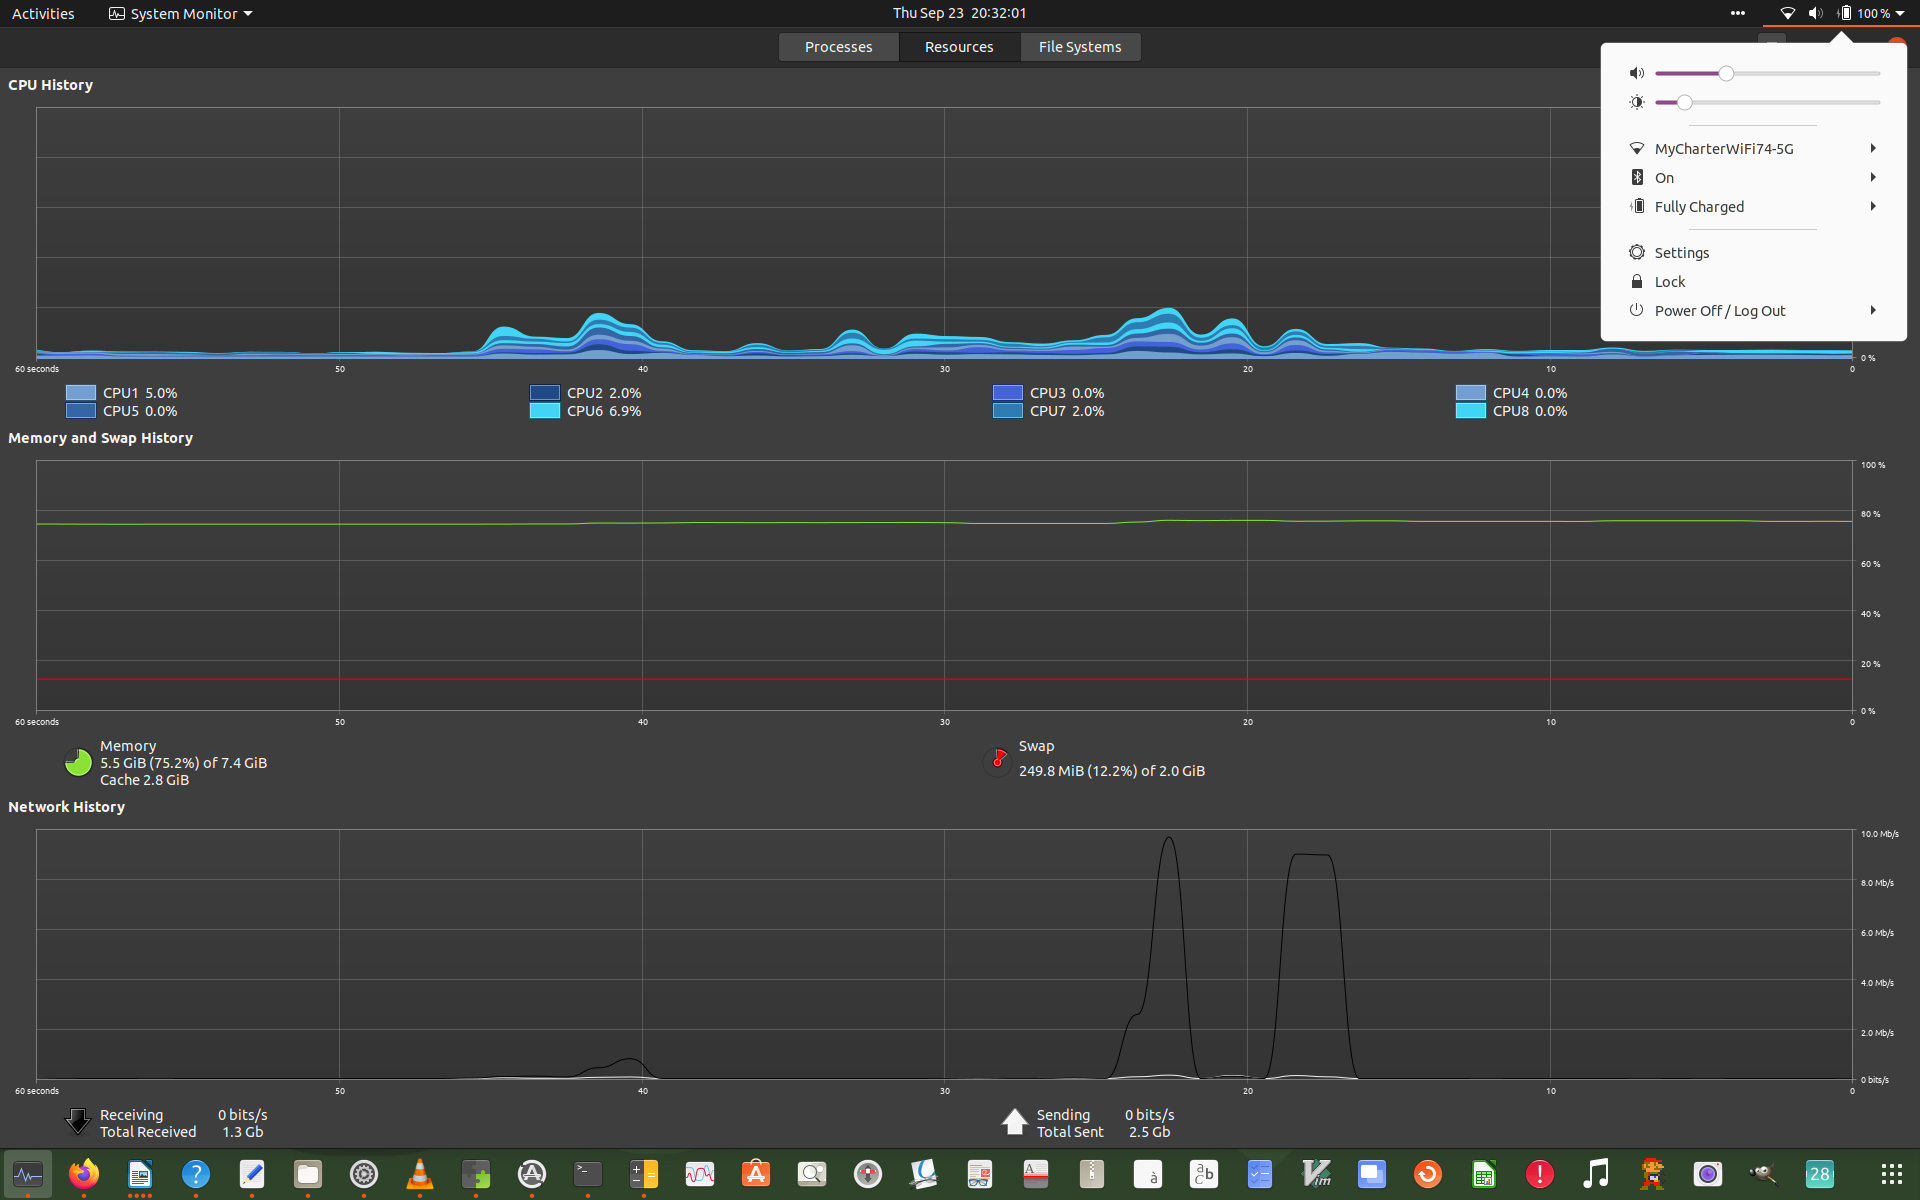 Activities
System Monitor
Thu Sep 23 20:32:01
100 %
Processes
Resources
File Systems
CPU History
MyCharterWiFi74-5G
On
Fully Charged
Settings
Lock
Power Off / Log Out
0 %
60 seconds 50 40 30 20 10 0
CPU1 5.0% CPU2 2.0% CPU3 0.0% CPU4 0.0%
CPU5 0.0% CPU6 6.9% CPU7 2.0% CPU8 0.0%
Memory and Swap History
100 %
80 %
60 %
40 %
20 %
0 %
60 seconds 50 40 30 20 10 0
Memory
5.5 GiB (75.2%) of 7.4 GiB
Cache 2.8 GiB
Swap
249.8 MiB (12.2%) of 2.0 GiB
Network History
10.0 Mb/s
8.0 Mb/s
6.0 Mb/s
4.0 Mb/s
2.0 Mb/s
0 bits/s
60 seconds 50 40 30 20 10 0
Receiving 0 bits/s
Total Received 1.3 Gb
Sending 0 bits/s
Total Sent 2.5 Gb
28